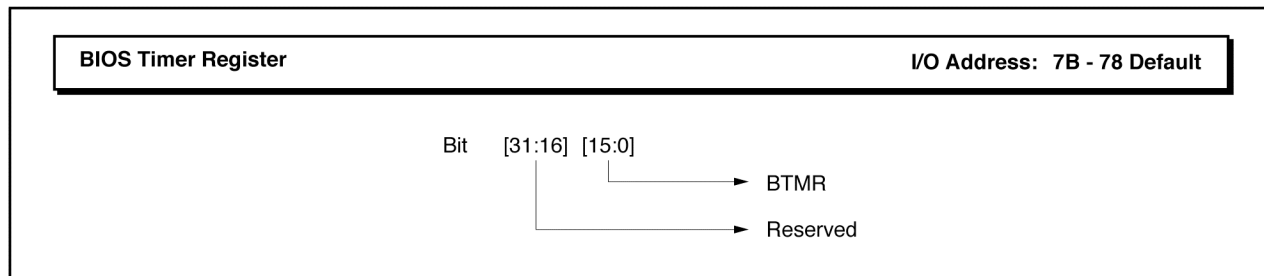 BIOS Timer Register I/O Address: 7B - 78 Default
Bit [31:16] [15:0]
BTMR
Reserved